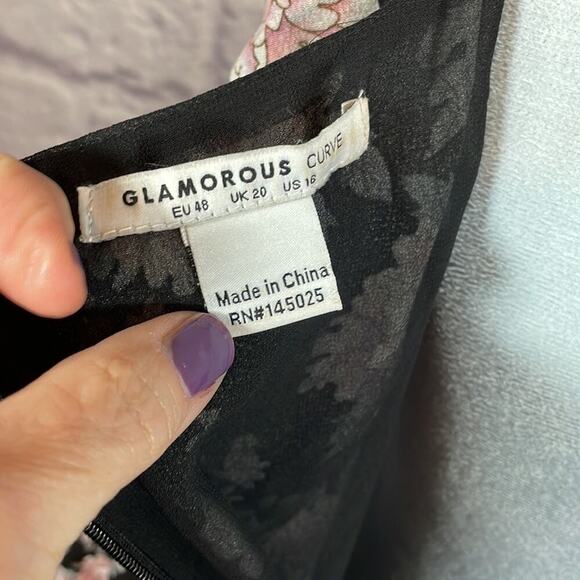 GLAMOROUS CURVE
EU 48 UK 20 US 16
Made in China
RN#145025